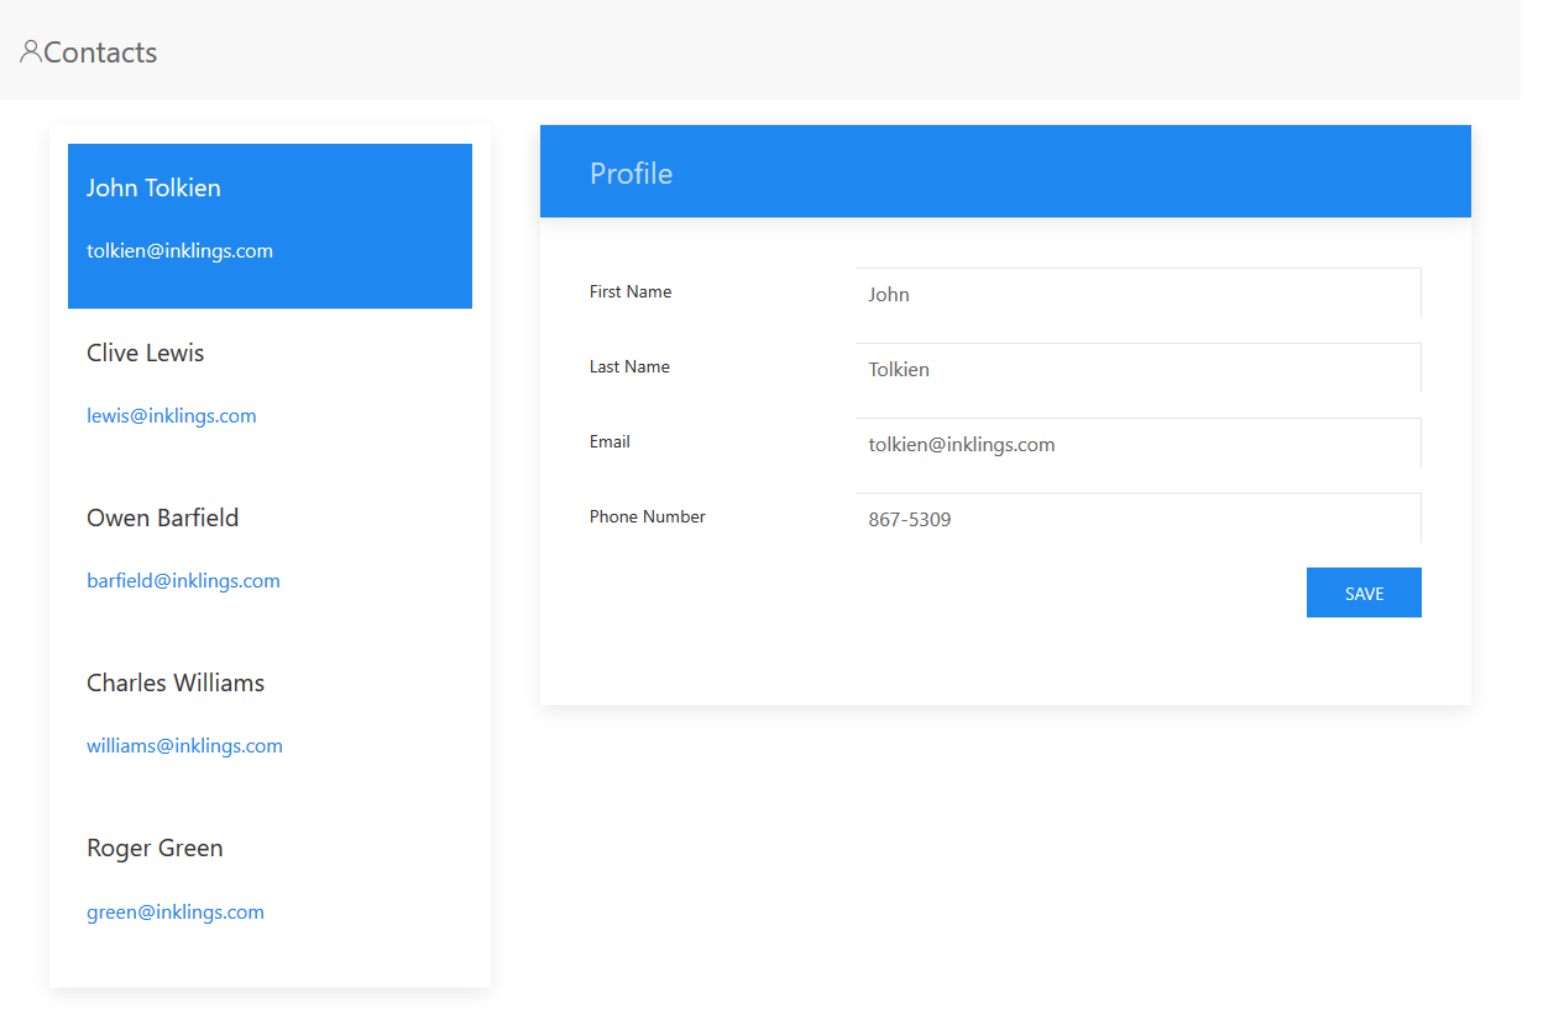 Contacts
John Tolkien
tolkien@inklings.com
Clive Lewis
lewis@inklings.com
Owen Barfield
barfield@inklings.com
Charles Williams
williams@inklings.com
Roger Green
green@inklings.com
Profile
First Name John
Last Name Tolkien
Email tolkien@inklings.com
Phone Number 867-5309
SAVE